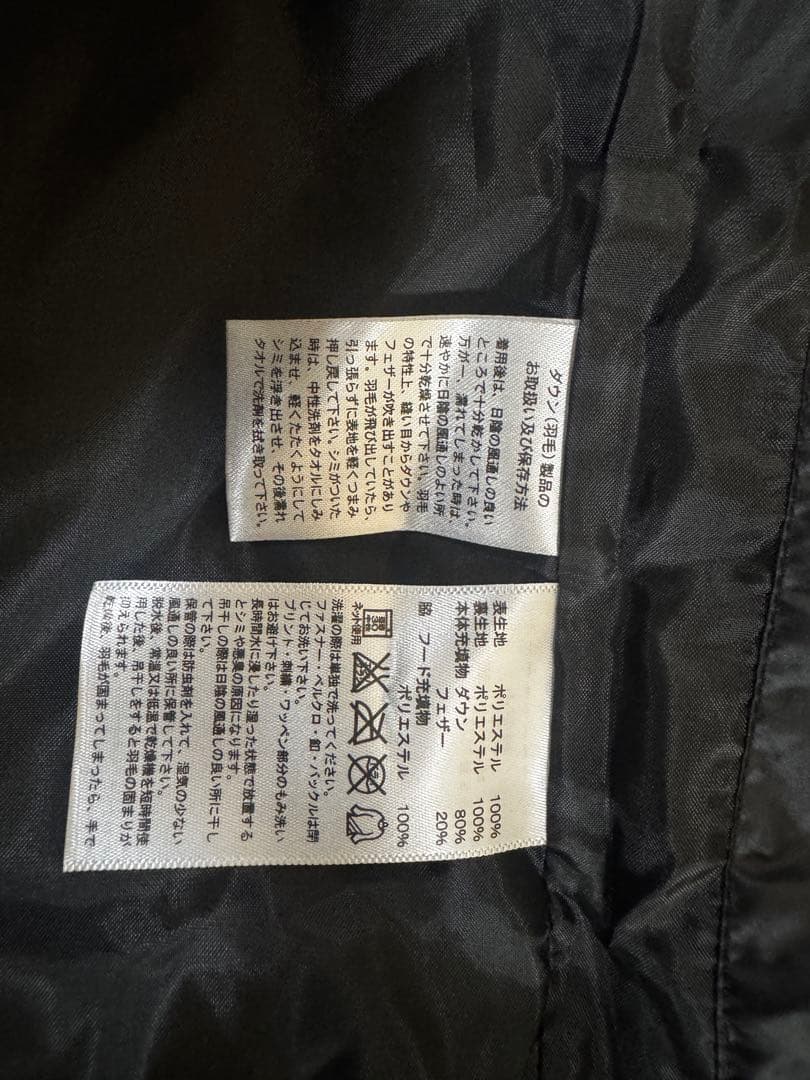 ダウン(羽毛)製品の
お取扱い及び保存方法
着用後は、日陰の風通しの良い
ところで十分乾かして下さい。
万が一、濡れてしまった時は、
速やかに日陰の風通しのよい所
で十分乾燥させて下さい。羽毛
の特性上、縫い目からダウンや
フェザーが吹き出すことがあり
ます。羽毛が飛び出していたら、
引っ張らずに表地を軽くつまみ
押し戻して下さい。シミがついた
時は、中性洗剤をタオルにしみ
込ませ、軽くたたくようにして
シミを浮き出させ、その後濡れ
タオルで洗剤を拭き取って下さい。
表生地 ポリエステル 100%
裏生地 ポリエステル 100%
本体充填物 ダウン 80%
フェザー 20%
脇 フード充填物
ポリエステル 100%
ネット使用
洗濯の際は最強で洗ってください。
ファスナー・ベルクロ・釦・バックルは閉
じてお洗い下さい。
プリント・刺繍・ワッペン部分のもみ洗い
はお避け下さい。
長時間水に浸したり湿った状態で放置する
とシミや悪臭の原因になります。
吊干しの際は日陰の風通しの良い所に干し
て下さい。
保管の際は防虫剤を入れて、湿気の少ない
風通しの良い所に保管して下さい。
脱水後、常温又は低温で乾燥機を短時間使
用した後、吊干しをすると羽毛の固まりが
抑えられます。
乾燥後、羽毛が固まってしまったら、手で